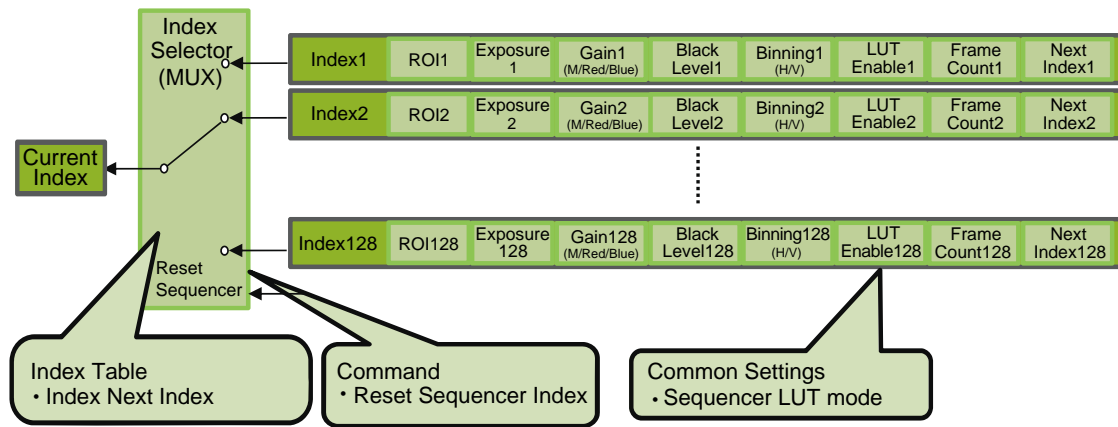 Index
Selector
(MUX)
Index1
ROI1
Exposure
1
Gain1
(M/Red/Blue)
Black
Level1
Binning1
(H/V)
LUT
Enable1
Frame
Count1
Next
Index1
Index2
ROI2
Exposure
2
Gain2
(M/Red/Blue)
Black
Level2
Binning2
(H/V)
LUT
Enable2
Frame
Count2
Next
Index2
Current
Index
Index128
ROI128
Exposure
128
Gain128
(M/Red/Blue)
Black
Level128
Binning128
(H/V)
LUT
Enable128
Frame
Count128
Next
Index128
Reset
Sequencer
Index Table
・Index Next Index
Command
・Reset Sequencer Index
Common Settings
・Sequencer LUT mode